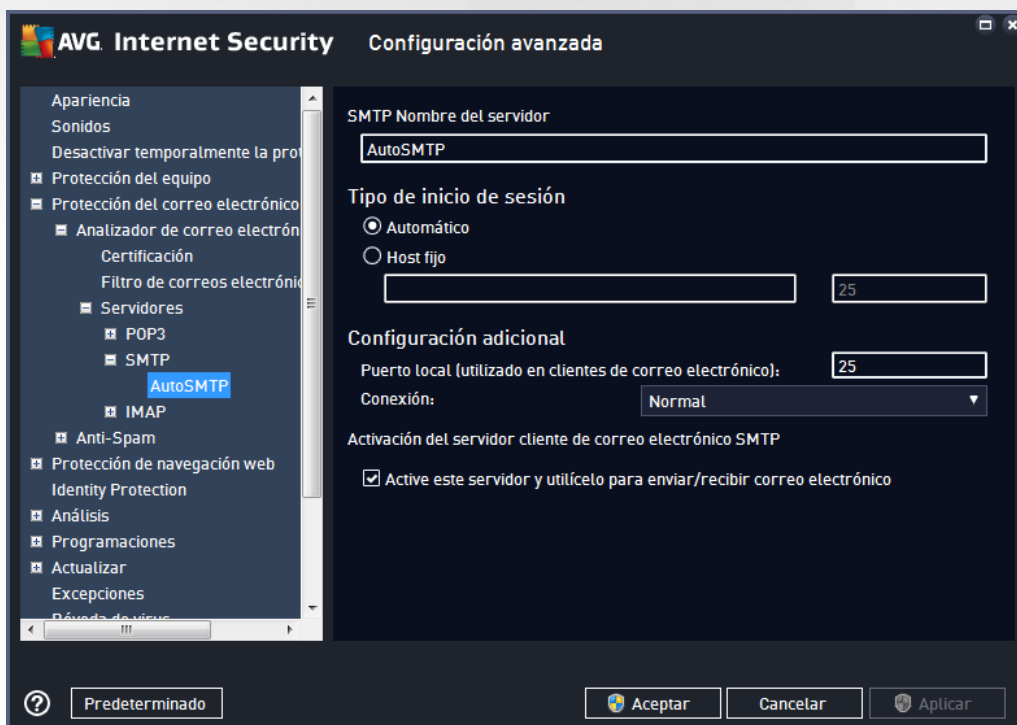 AVG Internet Security Configuración avanzada
Apariencia
Sonidos
Desactivar temporalmente la prot
Protección del equipo
Protección del correo electrónico
Analizador de correo electrón
Certificación
Filtro de correos electrónic
Servidores
POP3
SMTP
AutoSMTP
IMAP
Anti-Spam
Protección de navegación web
Identity Protection
Análisis
Programaciones
Actualizar
Excepciones
Bóveda de virus
SMTP Nombre del servidor
AutoSMTP
Tipo de inicio de sesión
Automático
Host fijo
25
Configuración adicional
Puerto local (utilizado en clientes de correo electrónico): 25
Conexión: Normal
Activación del servidor cliente de correo electrónico SMTP
Active este servidor y utilícelo para enviar/recibir correo electrónico
? Predeterminado Aceptar Cancelar Aplicar